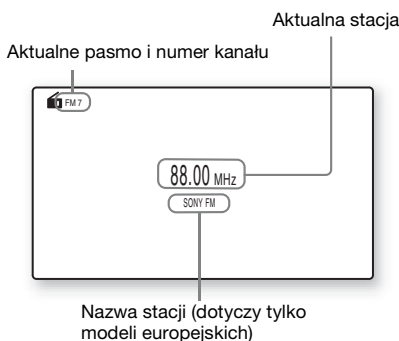 Aktualna stacja
Aktualne pasmo i numer kanału
FM 7
88.00 MHz
SONY FM
Nazwa stacji (dotyczy tylko
modeli europejskich)